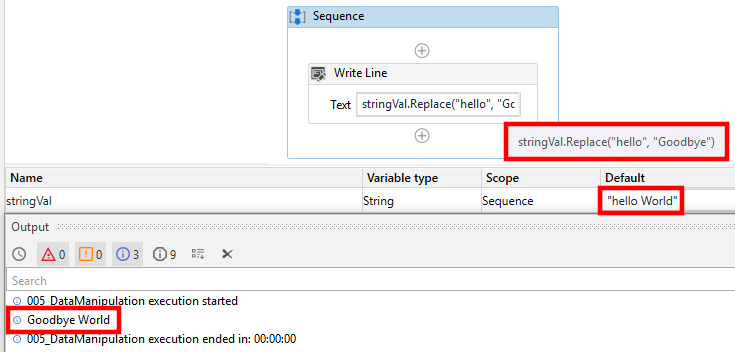 Sequence
Write Line
Text stringVal.Replace("hello", "Gc
stringVal.Replace("hello", "Goodbye")
Name Variable type Scope Default
stringVal String Sequence "hello World"
Output
0 0 3 9
Search
005_DataManipulation execution started
Goodbye World
005_DataManipulation execution ended in: 00:00:00